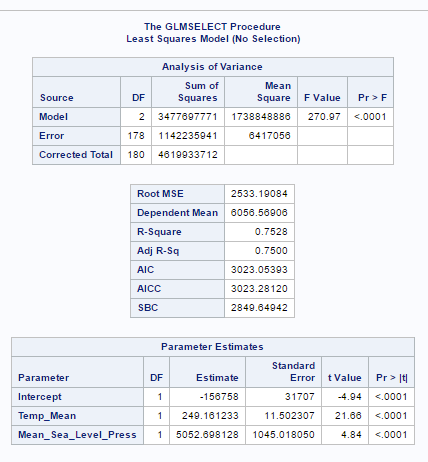 The GLMSELECT Procedure
Least Squares Model (No Selection)
Analysis of Variance
Source DF Sum of Squares Mean Square F Value Pr > F
Model 2 3477697771 1738848886 270.97 <.0001
Error 178 1142235941 6417056
Corrected Total 180 4619933712
Root MSE 2533.19084
Dependent Mean 6056.56906
R-Square 0.7528
Adj R-Sq 0.7500
AIC 3023.05393
AICC 3023.28120
SBC 2849.64942
Parameter Estimates
Parameter DF Estimate Standard Error t Value Pr > |t|
Intercept 1 -156758 31707 -4.94 <.0001
Temp_Mean 1 249.161233 11.502307 21.66 <.0001
Mean_Sea_Level_Press 1 5052.698128 1045.018050 4.84 <.0001